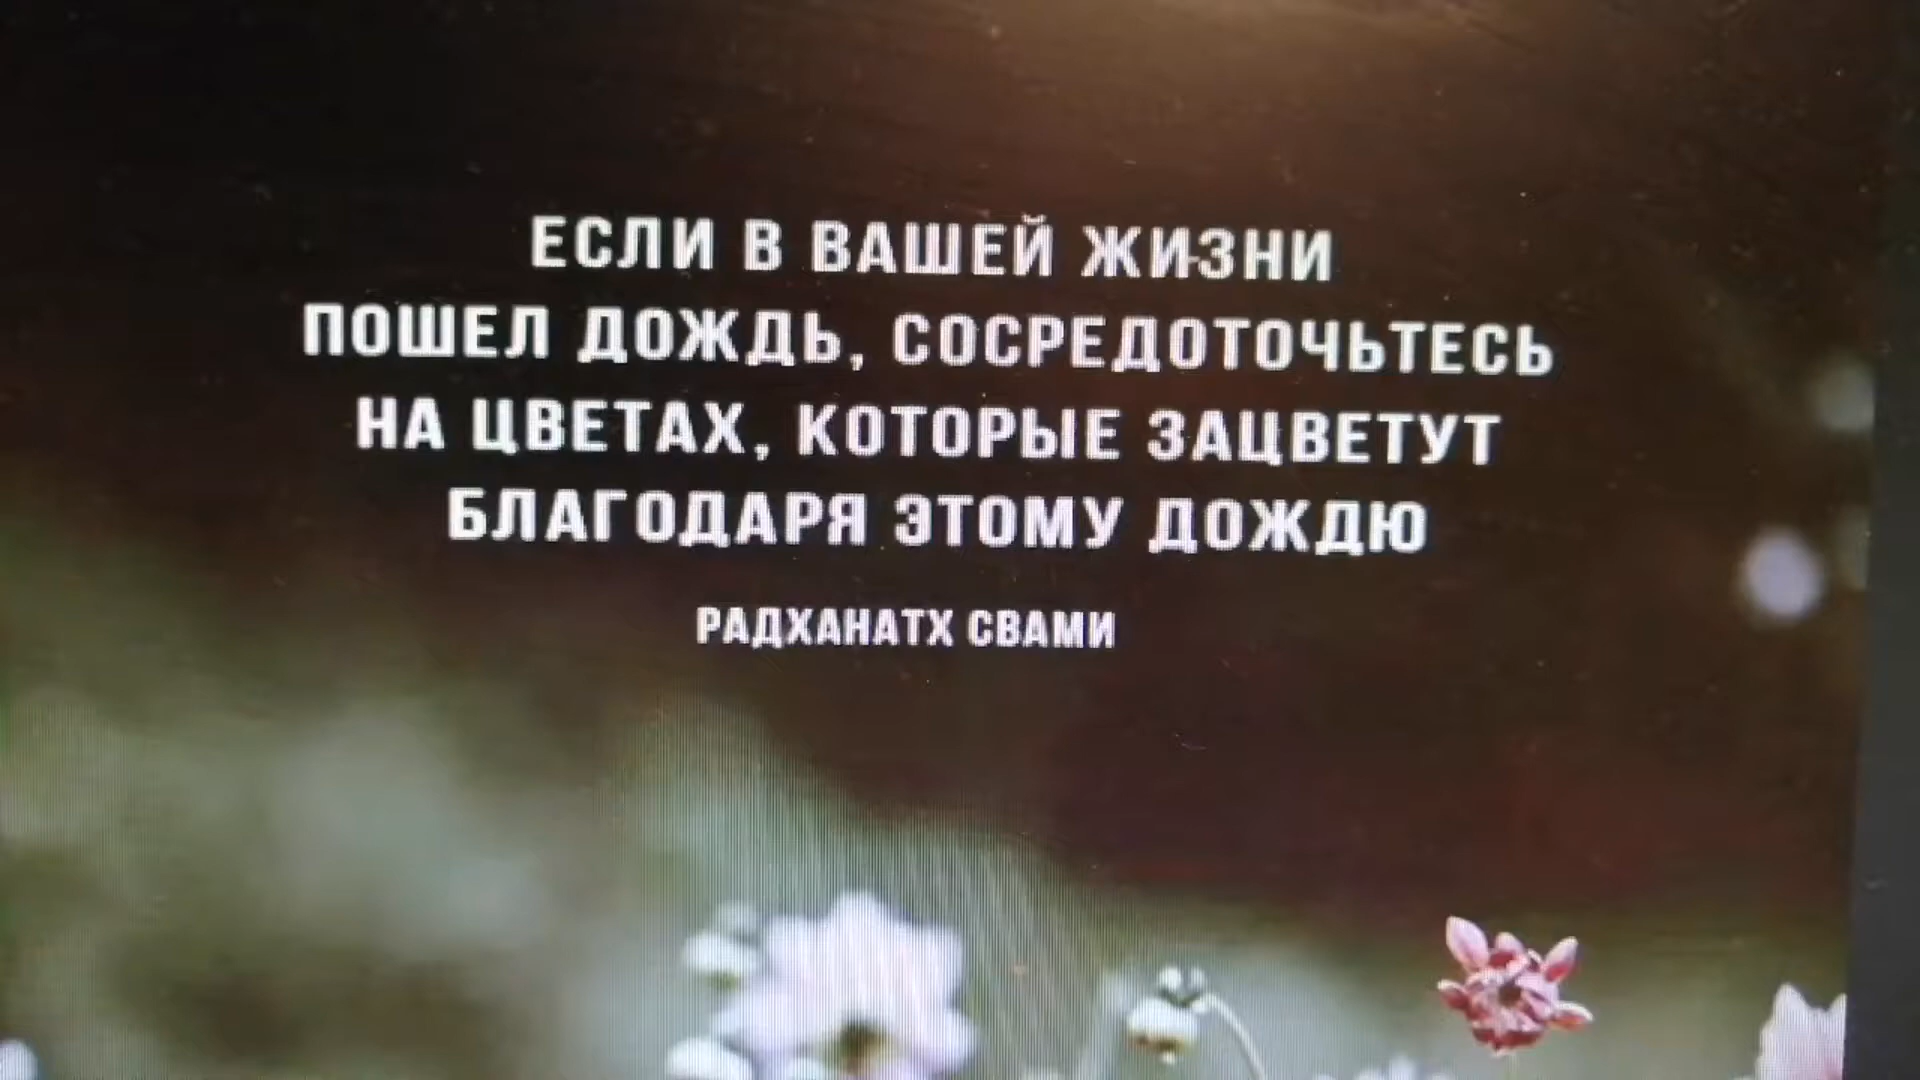 ЕСЛИ В ВАШЕЙ ЖИЗНИ
ПОШЕЛ ДОЖДЬ, СОСРЕДОТОЧЬТЕСЬ
НА ЦВЕТАХ, КОТОРЫЕ ЗАЦВЕТУТ
БЛАГОДАРЯ ЭТОМУ ДОЖДЮ
РАДХАНАТХ СВАМИ